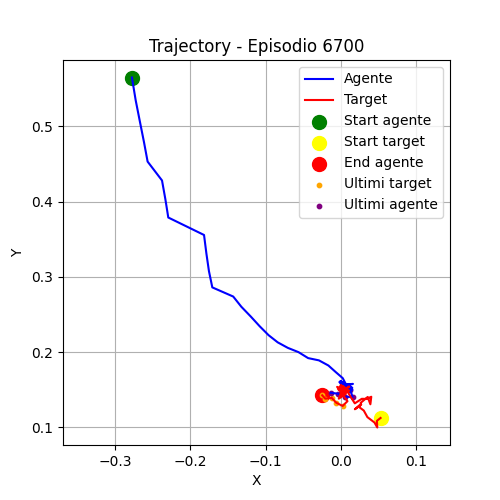 Trajectory - Episodio 6700
Agente
Target
Start agente
Start target
End agente
Ultimi target
Ultimi agente
Y
0.5
0.4
0.3
0.2
0.1
−0.3
−0.2
−0.1
0.0
0.1
X